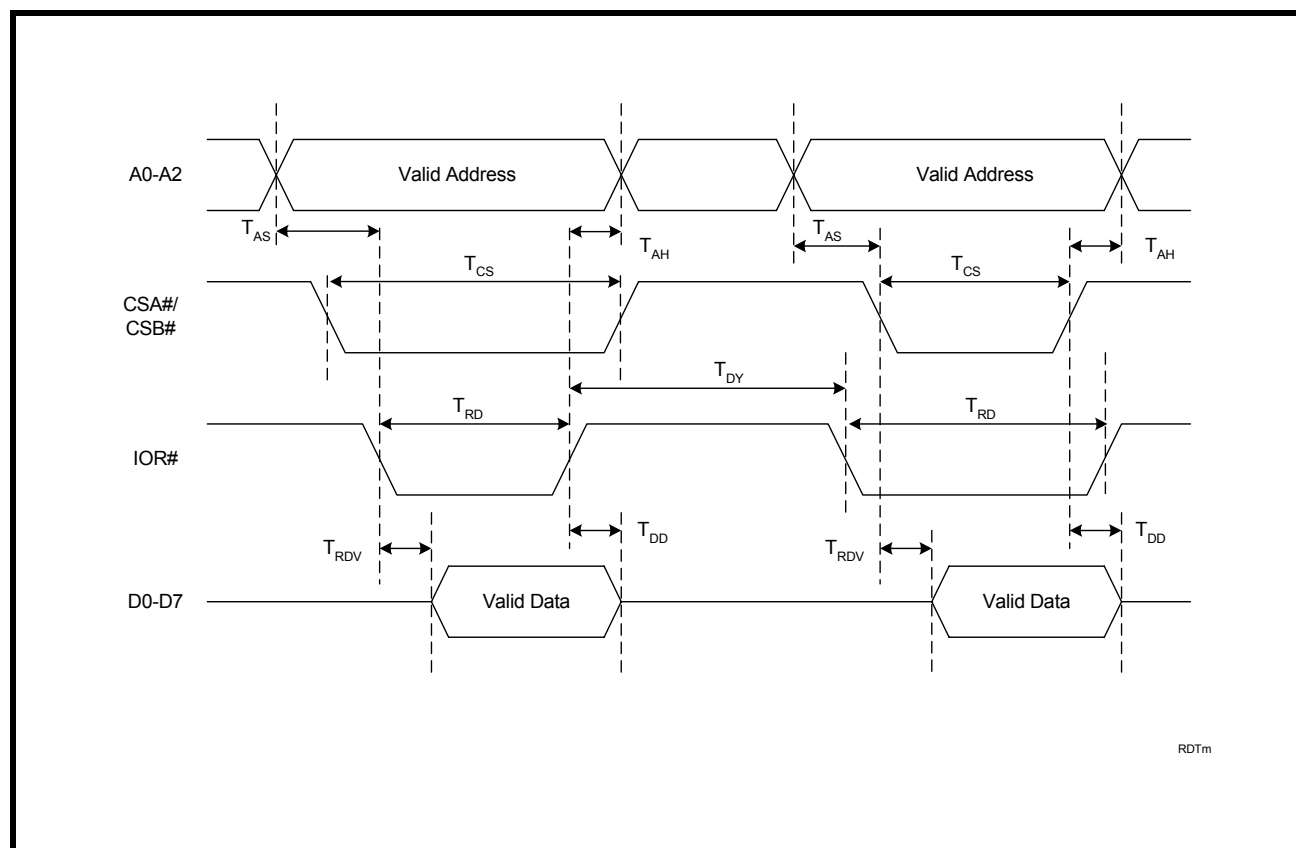 A0-A2
Valid Address
Valid Address
TAS
TAH
TAS
TAH
TCS
TCS
CSA#/
CSB#
TDY
TRD
TRD
IOR#
TRDV
TDD
TRDV
TDD
D0-D7
Valid Data
Valid Data
RDTm